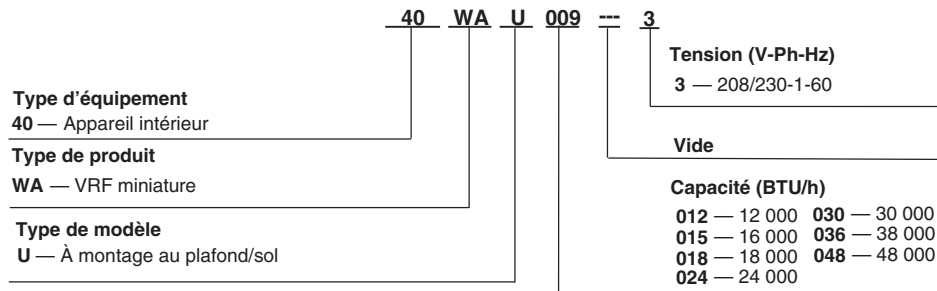 40 WA U 009 --- 3
Type d'équipement
40 — Appareil intérieur
Type de produit
WA — VRF miniature
Type de modèle
U — À montage au plafond/sol
Tension (V-Ph-Hz)
3 — 208/230-1-60
Vide
Capacité (BTU/h)
012 — 12 000 030 — 30 000
015 — 16 000 036 — 38 000
018 — 18 000 048 — 48 000
024 — 24 000